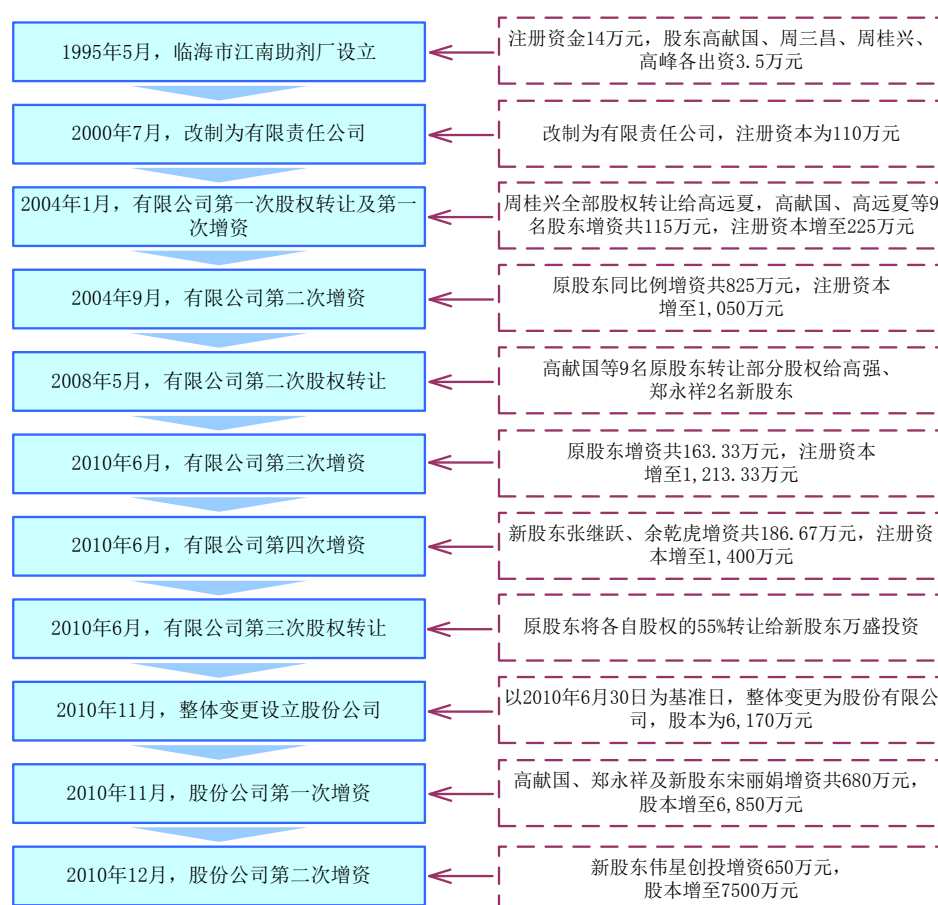 1995年5月，临海市江南助剂厂设立
注册资金14万元，股东高献国、周三昌、周桂兴、
高峰各出资3.5万元
2000年7月，改制为有限责任公司
改制为有限责任公司，注册资本为110万元
2004年1月，有限公司第一次股权转让及第一
次增资
周桂兴全部股权转让给高远夏，高献国、高远夏等9
名股东增资共115万元，注册资本增至225万元
2004年9月，有限公司第二次增资
原股东同比例增资共825万元，注册资本
增至1,050万元
2008年5月，有限公司第二次股权转让
高献国等9名原股东转让部分股权给高强、
郑永祥2名新股东
2010年6月，有限公司第三次增资
原股东增资共163.33万元，注册资本
增至1,213.33万元
2010年6月，有限公司第四次增资
新股东张继跃、余乾虎增资共186.67万元，注册资
本增至1,400万元
2010年6月，有限公司第三次股权转让
原股东将各自股权的55%转让给新股东万盛投资
2010年11月，整体变更设立股份公司
以2010年6月30日为基准日，整体变更为股份有限公
司，股本为6,170万元
2010年11月，股份公司第一次增资
高献国、郑永祥及新股东宋丽娟增资共680万元，
股本增至6,850万元
2010年12月，股份公司第二次增资
新股东伟星创投增资650万元，
股本增至7500万元